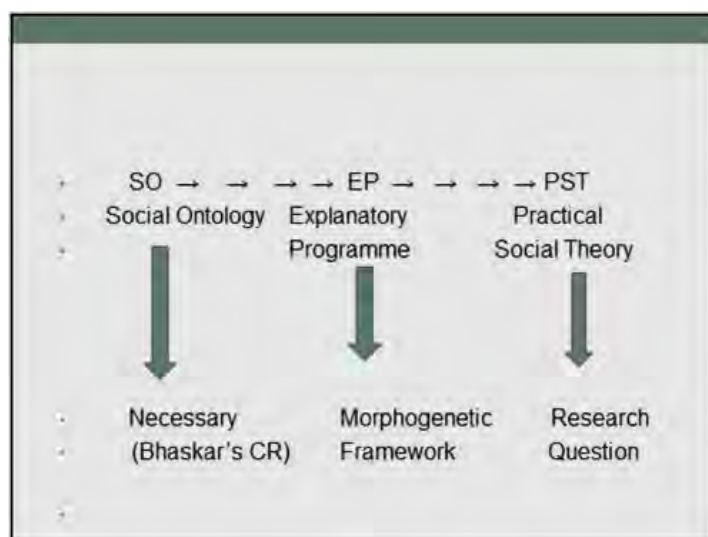 SO → → → → EP → → → → PST
Social Ontology Explanatory Practical
Programme Social Theory
Necessary Morphogenetic Research
(Bhaskar's CR) Framework Question